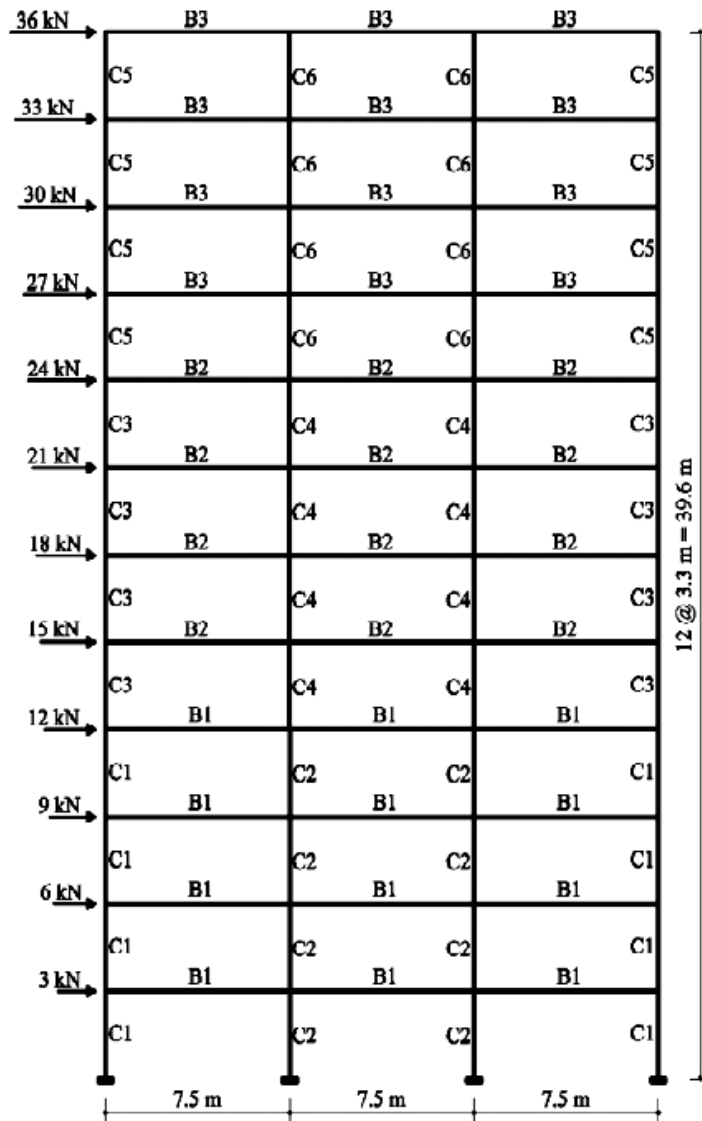 36 kN B3 B3 B3
C5 C6 C6 C5
33 kN B3 B3 B3
C5 C6 C6 C5
30 kN B3 B3 B3
C5 C6 C6 C5
27 kN B3 B3 B3
C5 C6 C6 C5
24 kN B2 B2 B2
C3 C4 C4 C3
21 kN B2 B2 B2
C3 C4 C4 C3
18 kN B2 B2 B2
C3 C4 C4 C3
15 kN B2 B2 B2
C3 C4 C4 C3
12 kN B1 B1 B1
C1 C2 C2 C1
9 kN B1 B1 B1
C1 C2 C2 C1
6 kN B1 B1 B1
C1 C2 C2 C1
3 kN B1 B1 B1
C1 C2 C2 C1
7.5 m 7.5 m 7.5 m
12 @ 3.3 m = 39.6 m